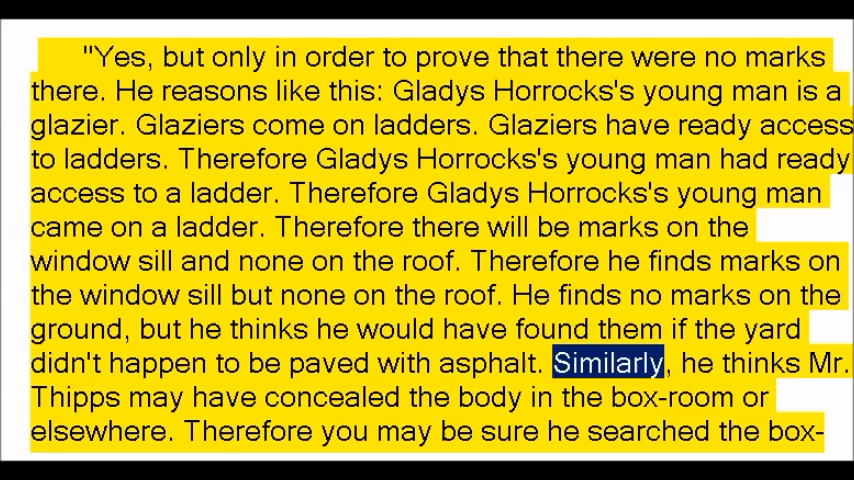 "Yes, but only in order to prove that there were no marks
there. He reasons like this: Gladys Horrocks's young man is a
glazier. Glaziers come on ladders. Glaziers have ready access
to ladders. Therefore Gladys Horrocks's young man had ready
access to a ladder. Therefore Gladys Horrocks's young man
came on a ladder. Therefore there will be marks on the
window sill and none on the roof. Therefore he finds marks on
the window sill but none on the roof. He finds no marks on the
ground, but he thinks he would have found them if the yard
didn't happen to be paved with asphalt. Similarly, he thinks Mr.
Thipps may have concealed the body in the box-room or
elsewhere. Therefore you may be sure he searched the box-